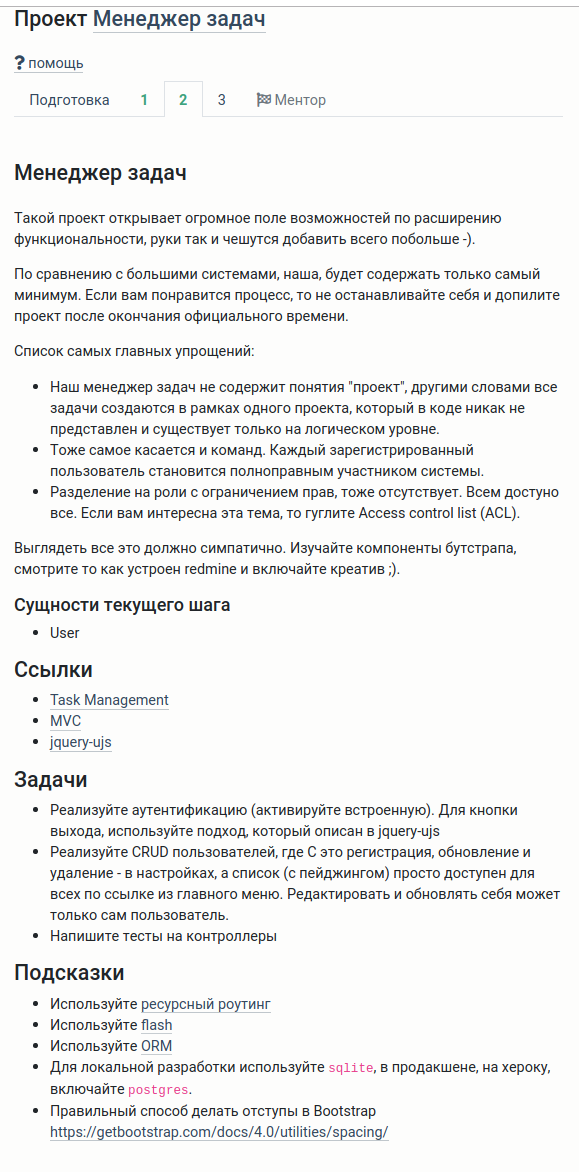 Проект Менеджер задач
? помощь
Подготовка 1 2 3 Ментор
Менеджер задач
Такой проект открывает огромное поле возможностей по расширению
функциональности, руки так и чешутся добавить всего побольше -).
По сравнению с большими системами, наша, будет содержать только самый
минимум. Если вам понравится процесс, то не останавливайте себя и допилите
проект после окончания официального времени.
Список самых главных упрощений:
• Наш менеджер задач не содержит понятия "проект", другими словами все
задачи создаются в рамках одного проекта, который в коде никак не
представлен и существует только на логическом уровне.
• Тоже самое касается и команд. Каждый зарегистрированный
пользователь становится полноправным участником системы.
• Разделение на роли с ограничением прав, тоже отсутствует. Всем доступно
все. Если вам интересна эта тема, то гуглите Access control list (ACL).
Выглядеть все это должно симпатично. Изучайте компоненты бутстрапа,
смотрите то как устроен redmine и включайте креатив ;).
Сущности текущего шага
• User
Ссылки
• Task Management
• MVC
• jquery-ujs
Задачи
• Реализуйте аутентификацию (активируйте встроенную). Для кнопки
выхода, используйте подход, который описан в jquery-ujs
• Реализуйте CRUD пользователей, где C это регистрация, обновление и
удаление - в настройках, а список (с пейджингом) просто доступен для
всех по ссылке из главного меню. Редактировать и обновлять себя может
только сам пользователь.
• Напишите тесты на контроллеры
Подсказки
• Используйте ресурсный роутинг
• Используйте flash
• Используйте ORM
• Для локальной разработки используйте sqlite, в продакшене, на хероку,
включайте postgres.
• Правильный способ делать отступы в Bootstrap
https://getbootstrap.com/docs/4.0/utilities/spacing/